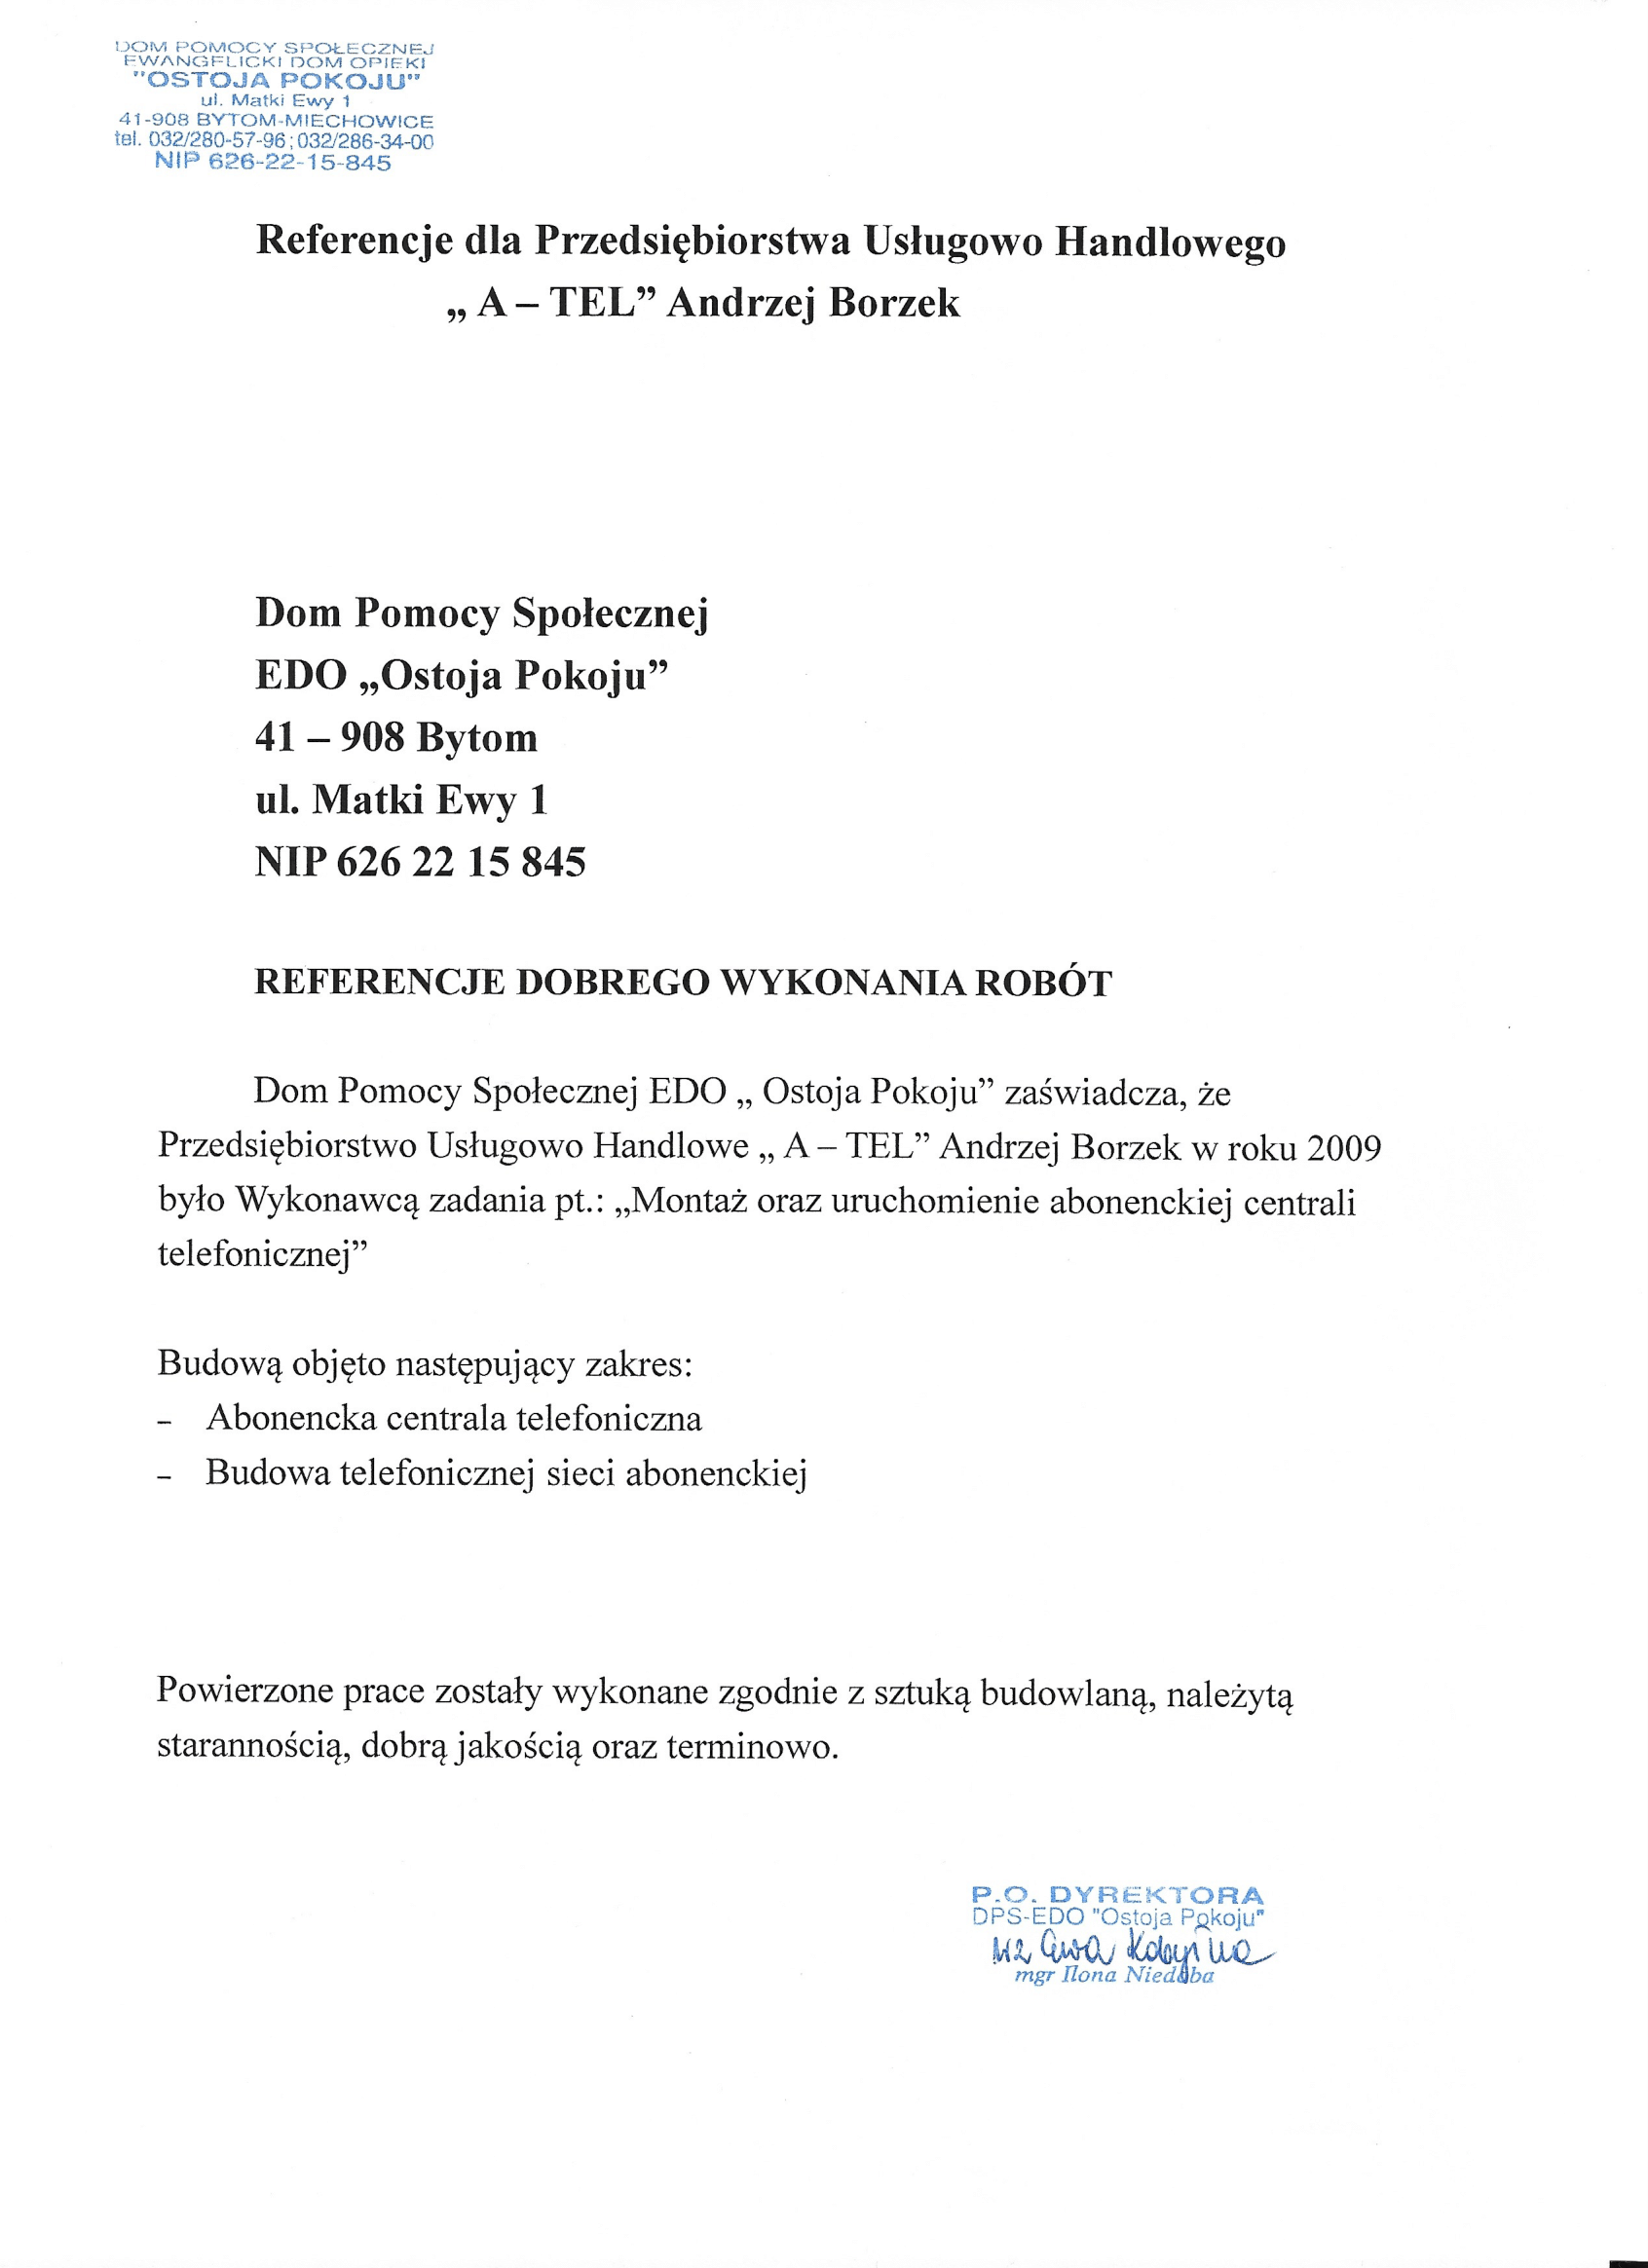 DOM POMOCY SPOŁECZNEJ
EWANGELICKI DOM OPIEKI
"OSTOJA POKOJU"
ul. Matki Ewy 1
41-908 BYTOM-MIECHOWICE
tel. 032/280-57-96; 032/286-34-00
NIP 626-22-15-845
Referencje dla Przedsiębiorstwa Usługowo Handlowego
„ A – TEL” Andrzej Borzek
Dom Pomocy Społecznej
EDO „Ostoja Pokoju”
41 – 908 Bytom
ul. Matki Ewy 1
NIP 626 22 15 845
REFERENCJE DOBREGO WYKONANIA ROBÓT
Dom Pomocy Społecznej EDO „ Ostoja Pokoju” zaświadcza, że
Przedsiębiorstwo Usługowo Handlowe „ A – TEL” Andrzej Borzek w roku 2009
było Wykonawcą zadania pt.: „Montaż oraz uruchomienie abonenckiej centrali
telefonicznej”
Budową objęto następujący zakres:
- Abonencka centrala telefoniczna
- Budowa telefonicznej sieci abonenckiej
Powierzone prace zostały wykonane zgodnie z sztuką budowlaną, należytą
starannością, dobrą jakością oraz terminowo.
P.O. DYREKTORA
DPS-EDO "Ostoja Pokoju"
wz Ewa
mgr Ilona Niedoba